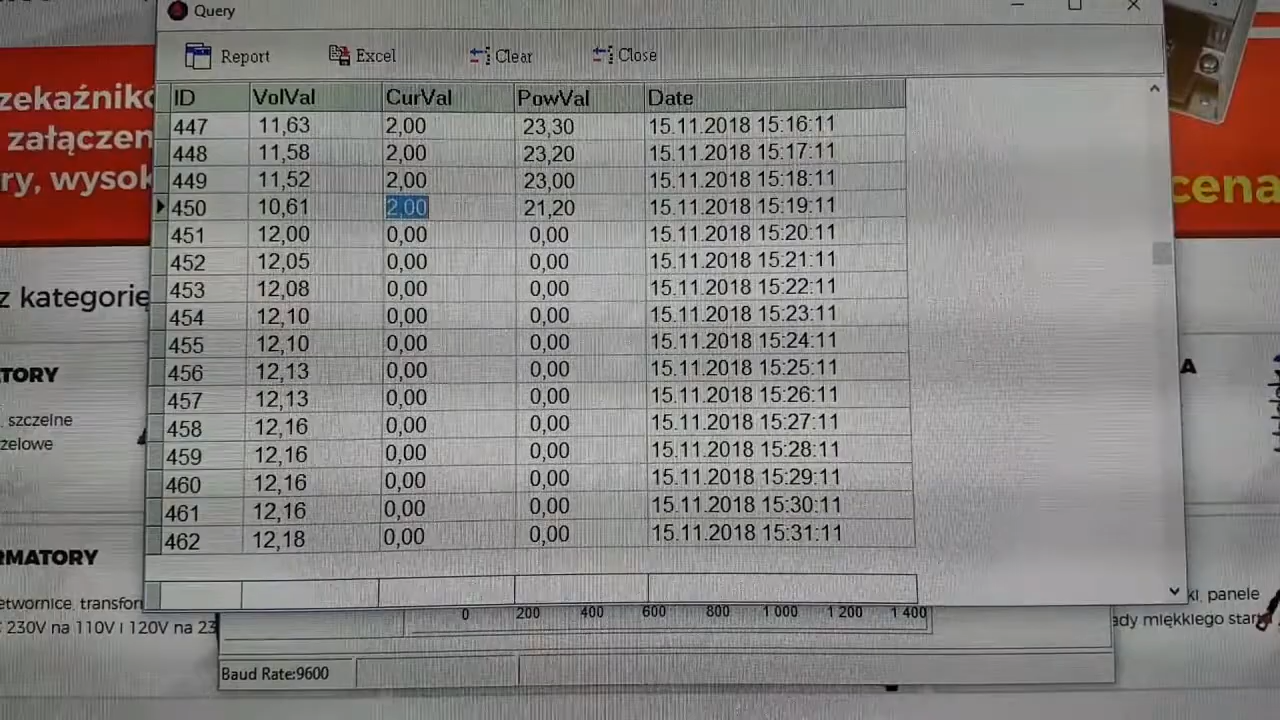 Query
Report Excel Clear Close
ID VolVal CurVal PowVal Date
447 11,63 2,00 23,30 15.11.2018 15:16:11
448 11,58 2,00 23,20 15.11.2018 15:17:11
449 11,52 2,00 23,00 15.11.2018 15:18:11
450 10,61 2,00 21,20 15.11.2018 15:19:11
451 12,00 0,00 0,00 15.11.2018 15:20:11
452 12,05 0,00 0,00 15.11.2018 15:21:11
453 12,08 0,00 0,00 15.11.2018 15:22:11
454 12,10 0,00 0,00 15.11.2018 15:23:11
455 12,10 0,00 0,00 15.11.2018 15:24:11
456 12,13 0,00 0,00 15.11.2018 15:25:11
457 12,13 0,00 0,00 15.11.2018 15:26:11
458 12,16 0,00 0,00 15.11.2018 15:27:11
459 12,16 0,00 0,00 15.11.2018 15:28:11
460 12,16 0,00 0,00 15.11.2018 15:29:11
461 12,16 0,00 0,00 15.11.2018 15:30:11
462 12,18 0,00 0,00 15.11.2018 15:31:11
0 200 400 600 800 1 000 1 200 1 400
Baud Rate:9600
zekaźnikó
załączen
ry, wysok
cena
z kategorię
TORY
, szczelne
żelowe
A
RMATORY
etwornice, transfor
230V na 110V i 120V na 23
ki, panele
ady miękkiego start